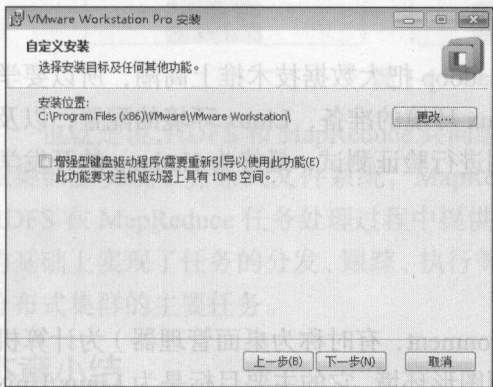 VMware Workstation Pro 安装
自定义安装
选择安装目标及任何其他功能。
安装位置:
C:\Program Files (x86)\VMware\VMware Workstation\
更改...
增强型键盘驱动程序(需要重新引导以使用此功能(E)
此功能要求主机驱动器上具有 10MB 空间。
上一步(B) 下一步(N) 取消